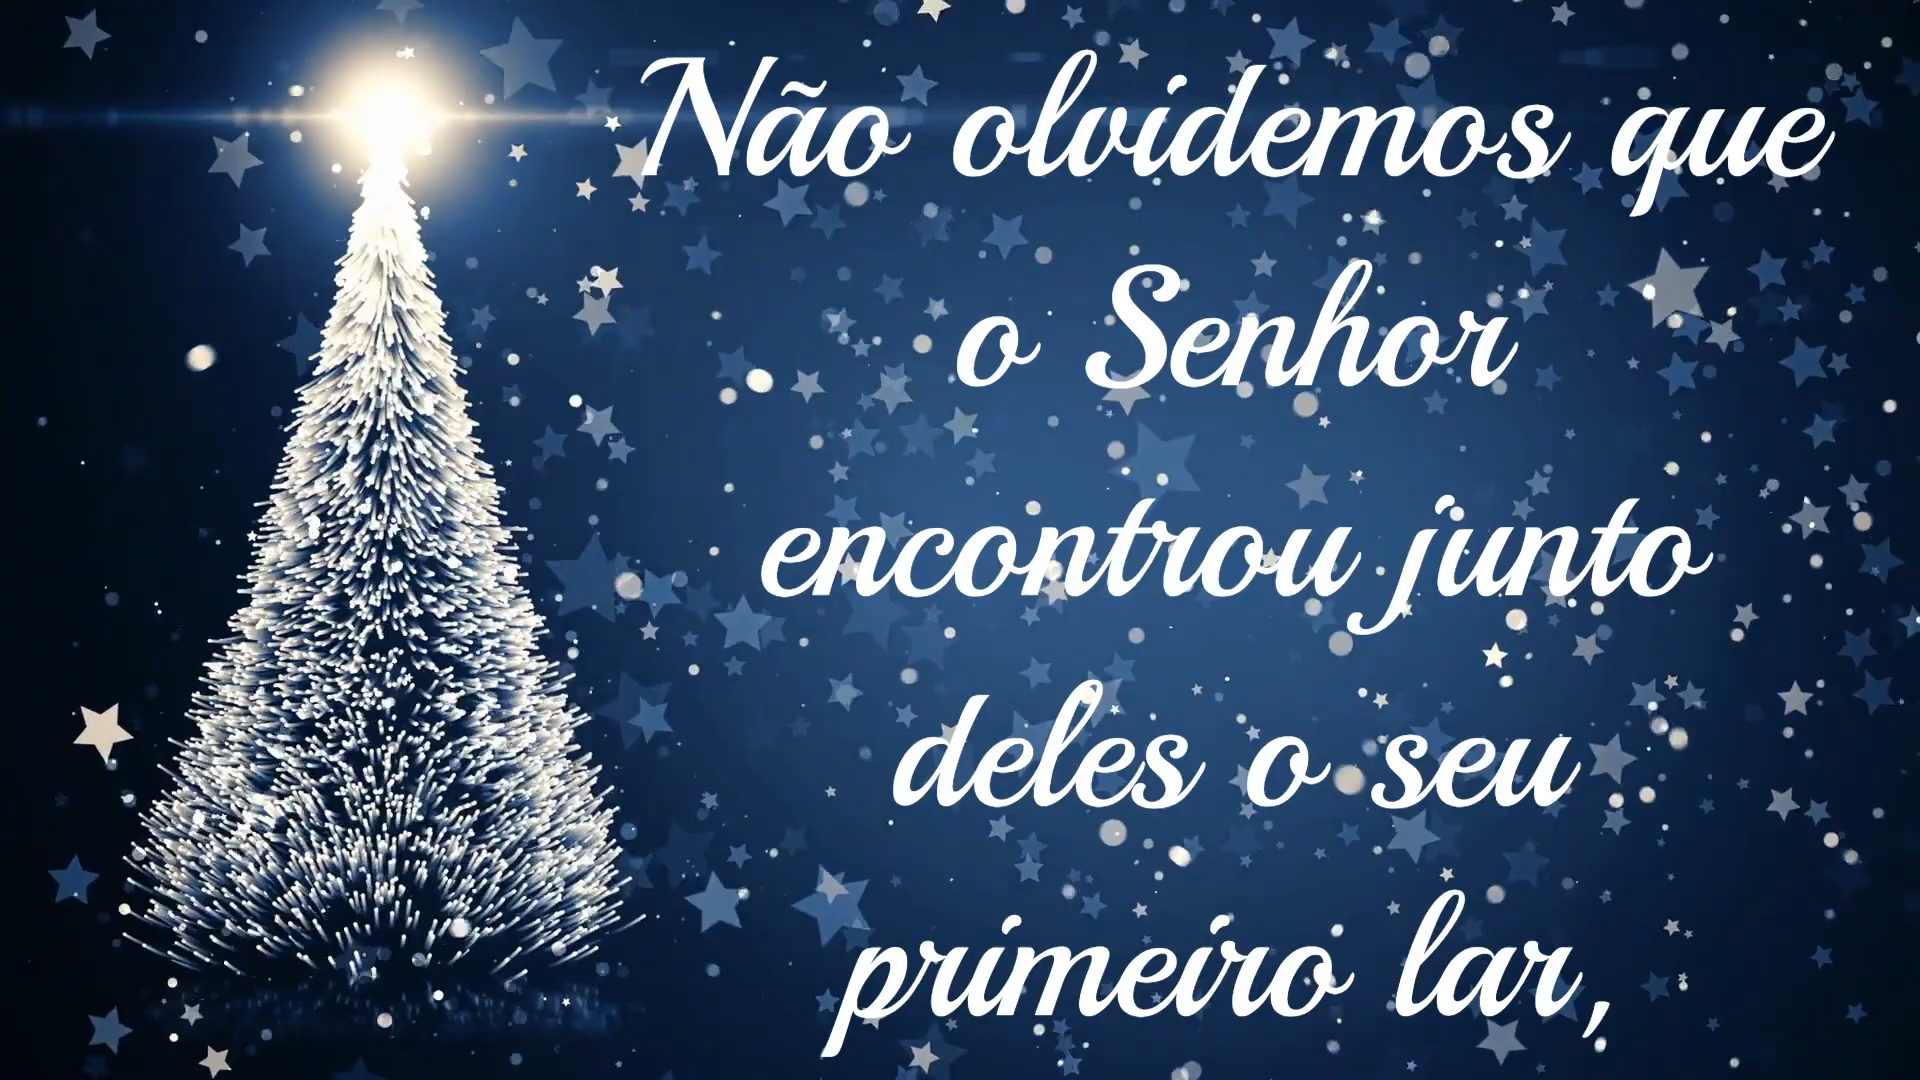 Não olvidemos que
o Senhor
encontrou junto
deles o seu
primeiro lar,